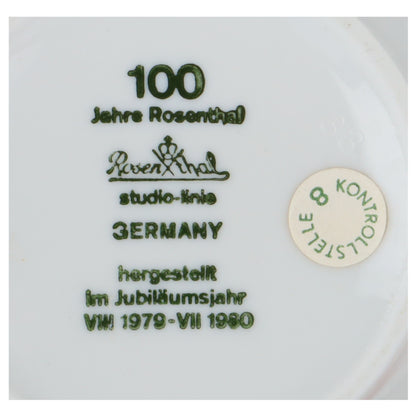 100
Jahre Rosenthal
Rosenthal
studio-linie
GERMANY
hergestellt
im Jubiläumsjahr
VIII 1979 - VII 1980
KONTROLLSTELLE 8